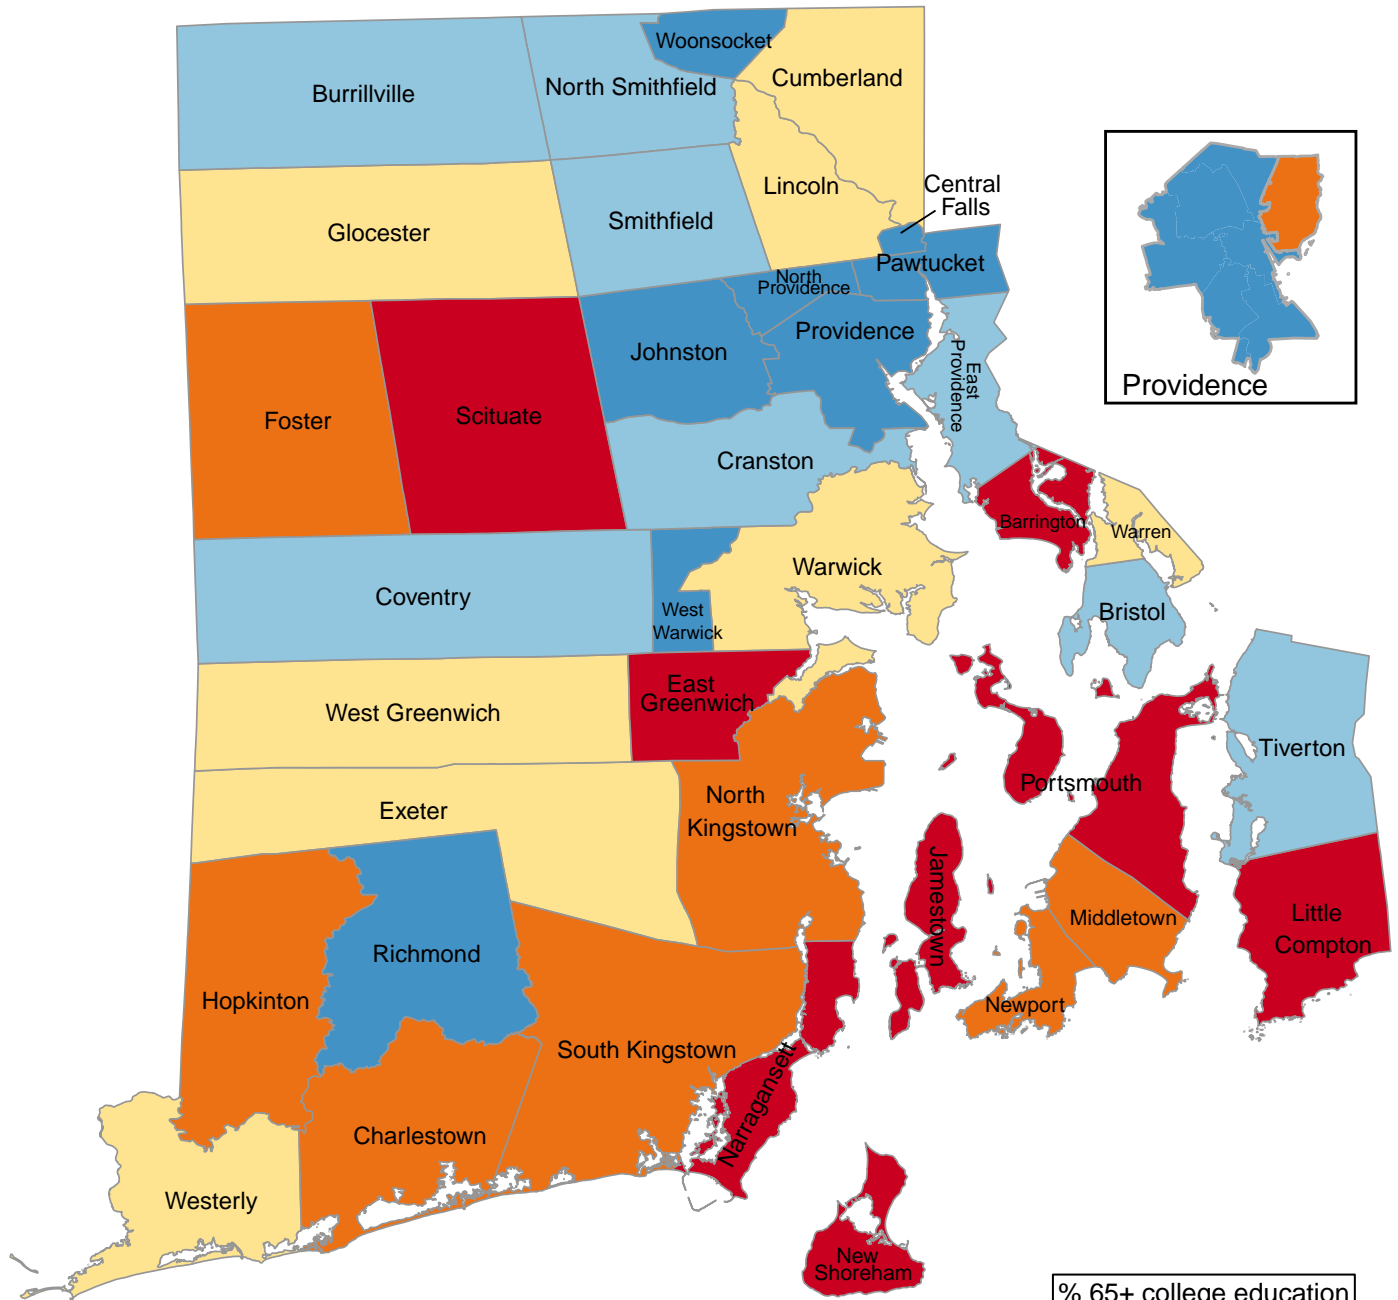 Woonsocket
Burrillville
North Smithfield
Cumberland
Lincoln
Central
Falls
Glocester
Smithfield
Pawtucket
North
Providence
Johnston
Providence
East
Providence
Foster
Scituate
Cranston
Barrington
Warren
Coventry
West
Warwick
Warwick
Bristol
East
Greenwich
West Greenwich
Tiverton
Portsmouth
Exeter
North
Kingstown
Jamestown
Middletown
Little
Compton
Richmond
Hopkinton
Newport
South Kingstown
Narragansett
Charlestown
Westerly
New
Shoreham
Providence
% 65+ college education